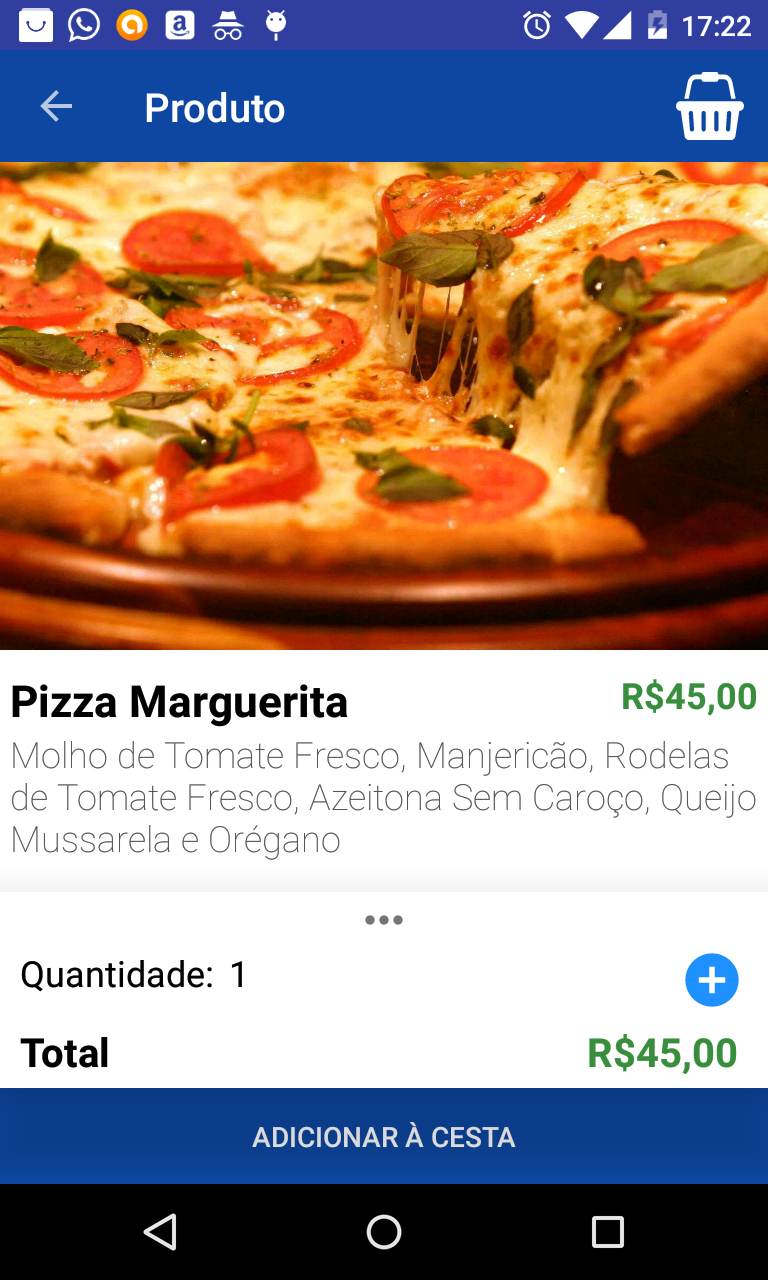 17:22
Produto
Pizza Marguerita R$45,00
Molho de Tomate Fresco, Manjericão, Rodelas
de Tomate Fresco, Azeitona Sem Caroço, Queijo
Mussarela e Orégano
Quantidade: 1
Total R$45,00
ADICIONAR À CESTA